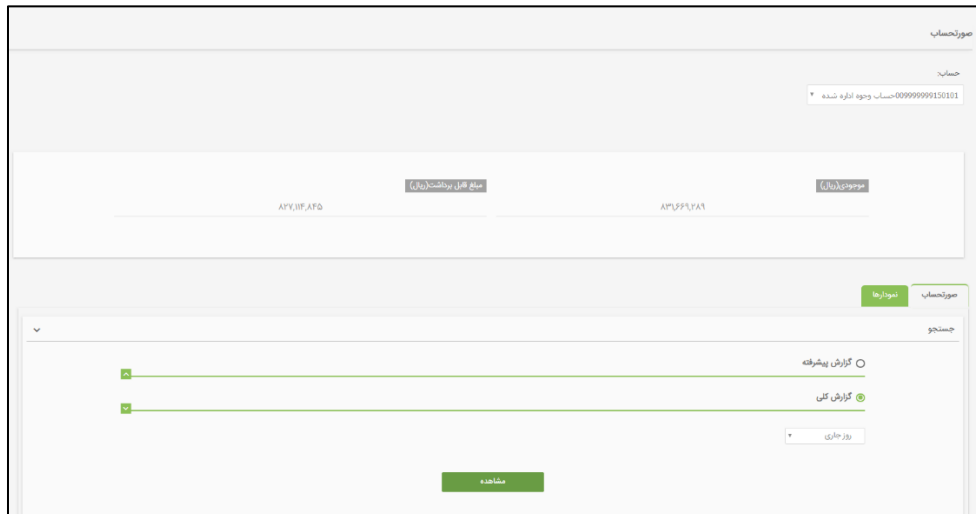 صورتحساب
حساب:
009999999150101حساب وجوه اداره شده
موجودی(ریال)
۸۳۱,۶۶۹,۲۸۹
مبلغ قابل برداشت(ریال)
۸۲۷,۱۱۴,۸۴۵
صورتحساب نمودارها
جستجو
گزارش پیشرفته
گزارش کلی
روز جاری
مشاهده